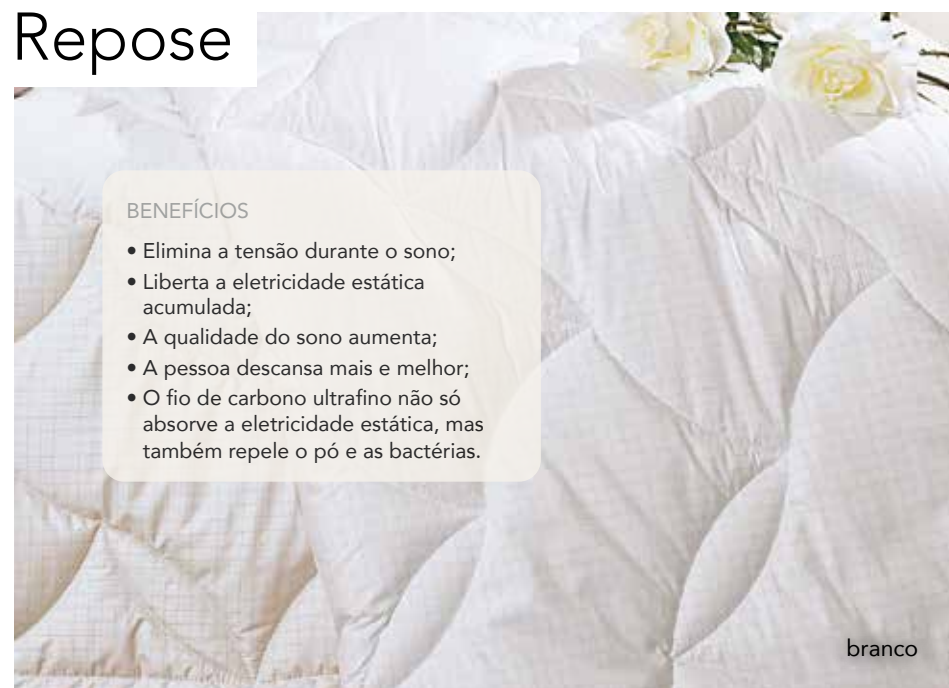 Repose
BENEFÍCIOS
• Elimina a tensão durante o sono;
• Liberta a eletricidade estática
acumulada;
• A qualidade do sono aumenta;
• A pessoa descansa mais e melhor;
• O fio de carbono ultrafino não só
absorve a eletricidade estática, mas
também repele o pó e as bactérias.
branco